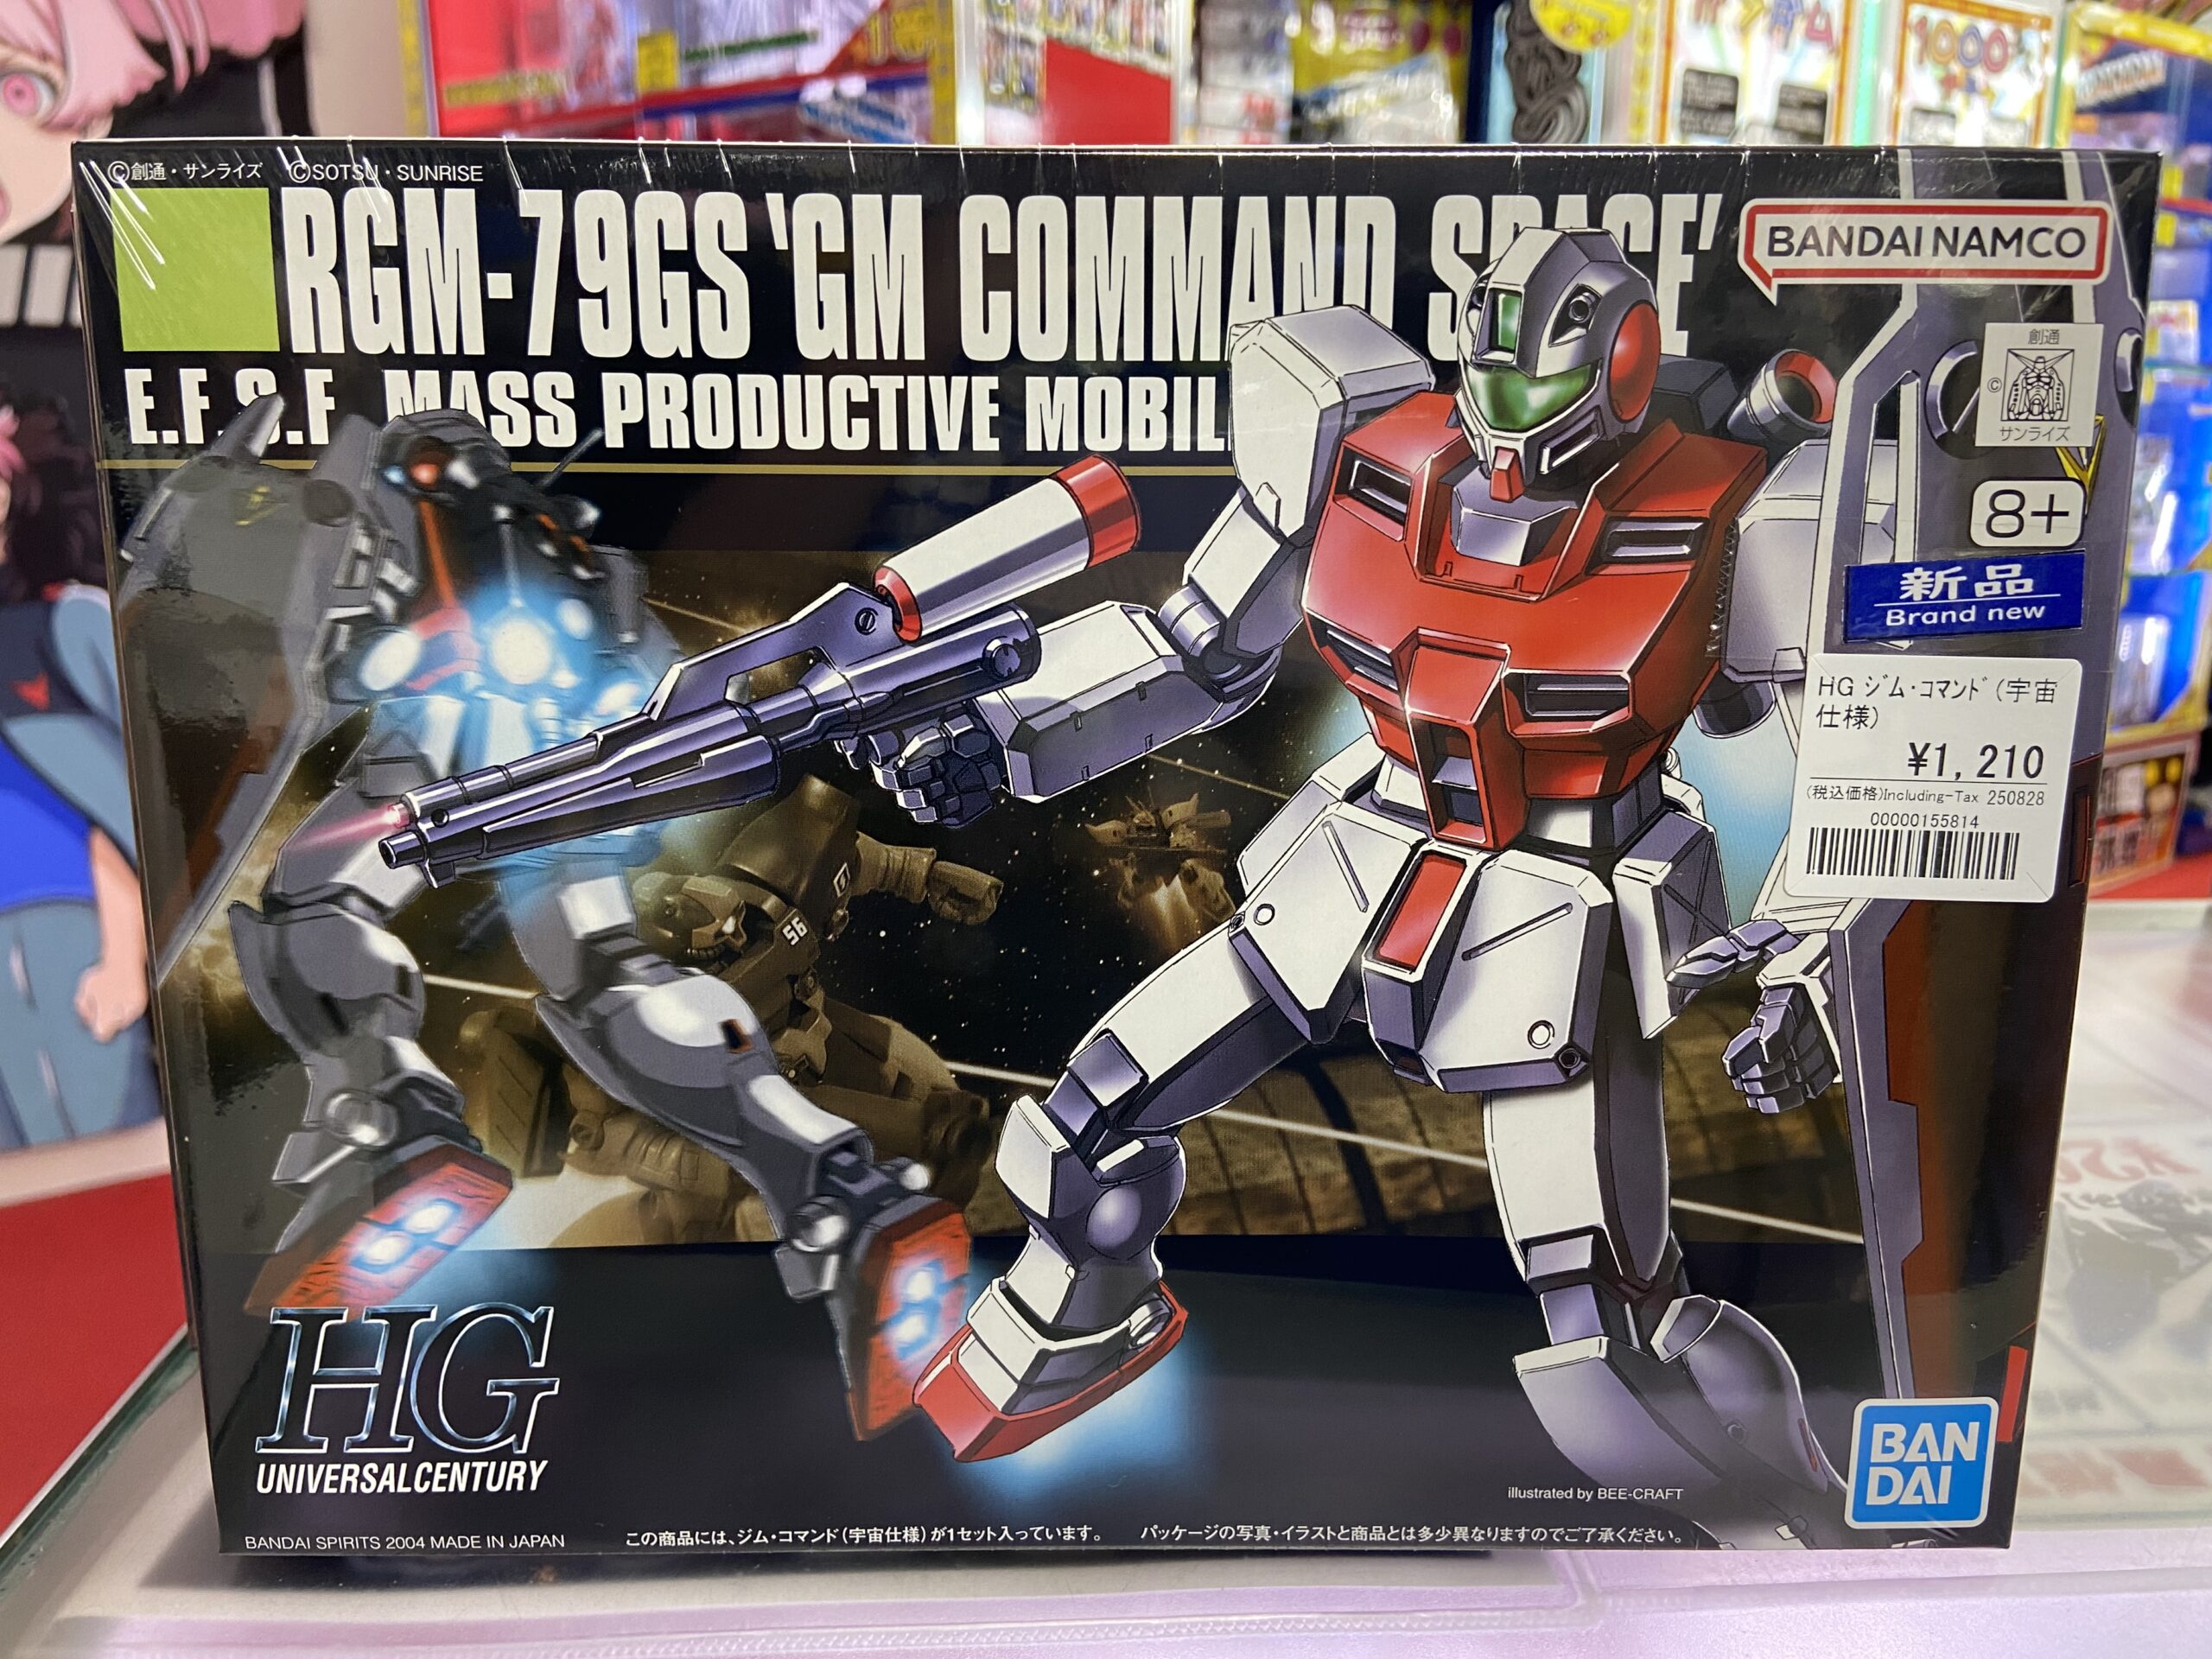 ©創通・サンライズ ©SOTSU・SUNRISE
RGM-79GS 'GM COMMAND SPACE'
E.F.S.F. MASS PRODUCTIVE MOBIL
BANDAI NAMCO
創通
©
サンライズ
8+
新品
Brand new
HG ジム・コマンド(宇宙
仕様)
¥1,210
(税込価格)Including-Tax 250828
00000155814
56
HG
UNIVERSAL CENTURY
illustrated by BEE-CRAFT
BAN
DAI
BANDAI SPIRITS 2004 MADE IN JAPAN
この商品には、ジム・コマンド(宇宙仕様)が1セット入っています。 パッケージの写真・イラストと商品とは多少異なりますのでご了承ください。
1000